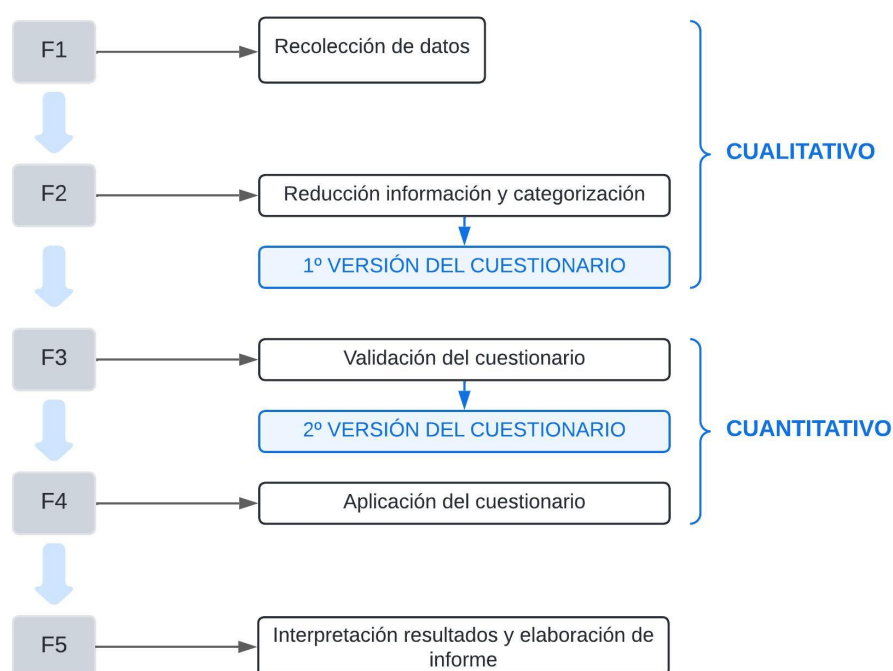 F1
Recolección de datos
CUALITATIVO
F2
Reducción información y categorización
1º VERSIÓN DEL CUESTIONARIO
F3
Validación del cuestionario
2º VERSIÓN DEL CUESTIONARIO
CUANTITATIVO
F4
Aplicación del cuestionario
F5
Interpretación resultados y elaboración de
informe